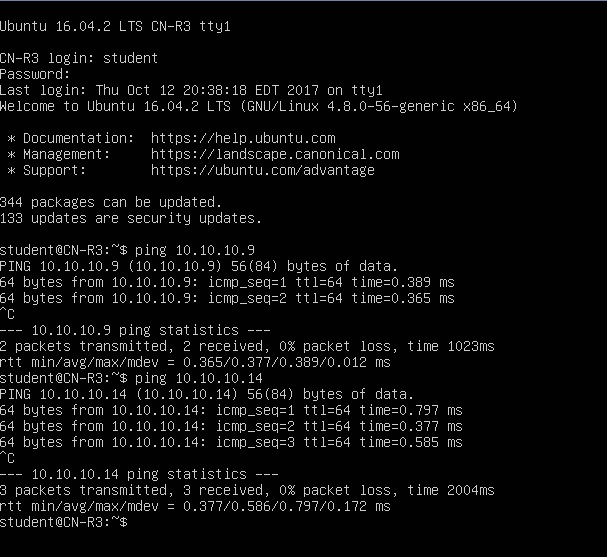 Ubuntu 16.04.2 LTS CN-R3 tty1
CN-R3 login: student
Password:
Last login: Thu Oct 12 20:38:18 EDT 2017 on tty1
Welcome to Ubuntu 16.04.2 LTS (GNU/Linux 4.8.0-56-generic x86_64)
* Documentation: https://help.ubuntu.com
* Management: https://landscape.canonical.com
* Support: https://ubuntu.com/advantage
344 packages can be updated.
133 updates are security updates.
student@CN-R3:~$ ping 10.10.10.9
PING 10.10.10.9 (10.10.10.9) 56(84) bytes of data.
64 bytes from 10.10.10.9: icmp_seq=1 ttl=64 time=0.389 ms
64 bytes from 10.10.10.9: icmp_seq=2 ttl=64 time=0.365 ms
^C
--- 10.10.10.9 ping statistics ---
2 packets transmitted, 2 received, 0% packet loss, time 1023ms
rtt min/avg/max/mdev = 0.365/0.377/0.389/0.012 ms
student@CN-R3:~$ ping 10.10.10.14
PING 10.10.10.14 (10.10.10.14) 56(84) bytes of data.
64 bytes from 10.10.10.14: icmp_seq=1 ttl=64 time=0.797 ms
64 bytes from 10.10.10.14: icmp_seq=2 ttl=64 time=0.377 ms
64 bytes from 10.10.10.14: icmp_seq=3 ttl=64 time=0.585 ms
^C
--- 10.10.10.14 ping statistics ---
3 packets transmitted, 3 received, 0% packet loss, time 2004ms
rtt min/avg/max/mdev = 0.377/0.586/0.797/0.172 ms
student@CN-R3:~$